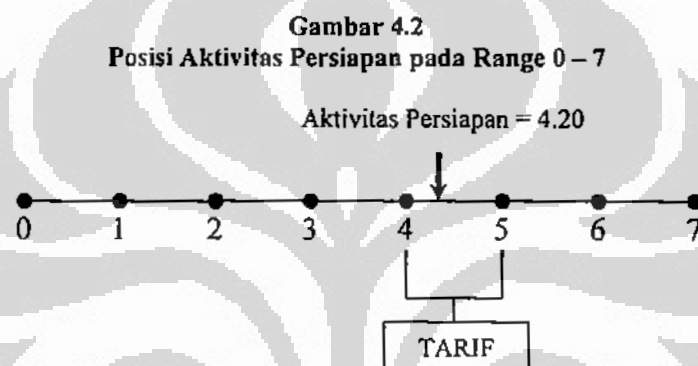 Gambar 4.2
Posisi Aktivitas Persiapan pada Range 0 – 7
Aktivitas Persiapan = 4.20
0 1 2 3 4 5 6 7
TARIF